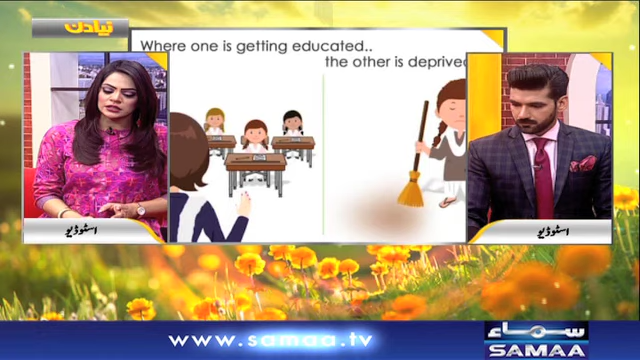 نیا دن
Where one is getting educated..
the other is deprived
اسٹوڈیو
اسٹوڈیو
www.samaa.tv
سماء
SAMAA